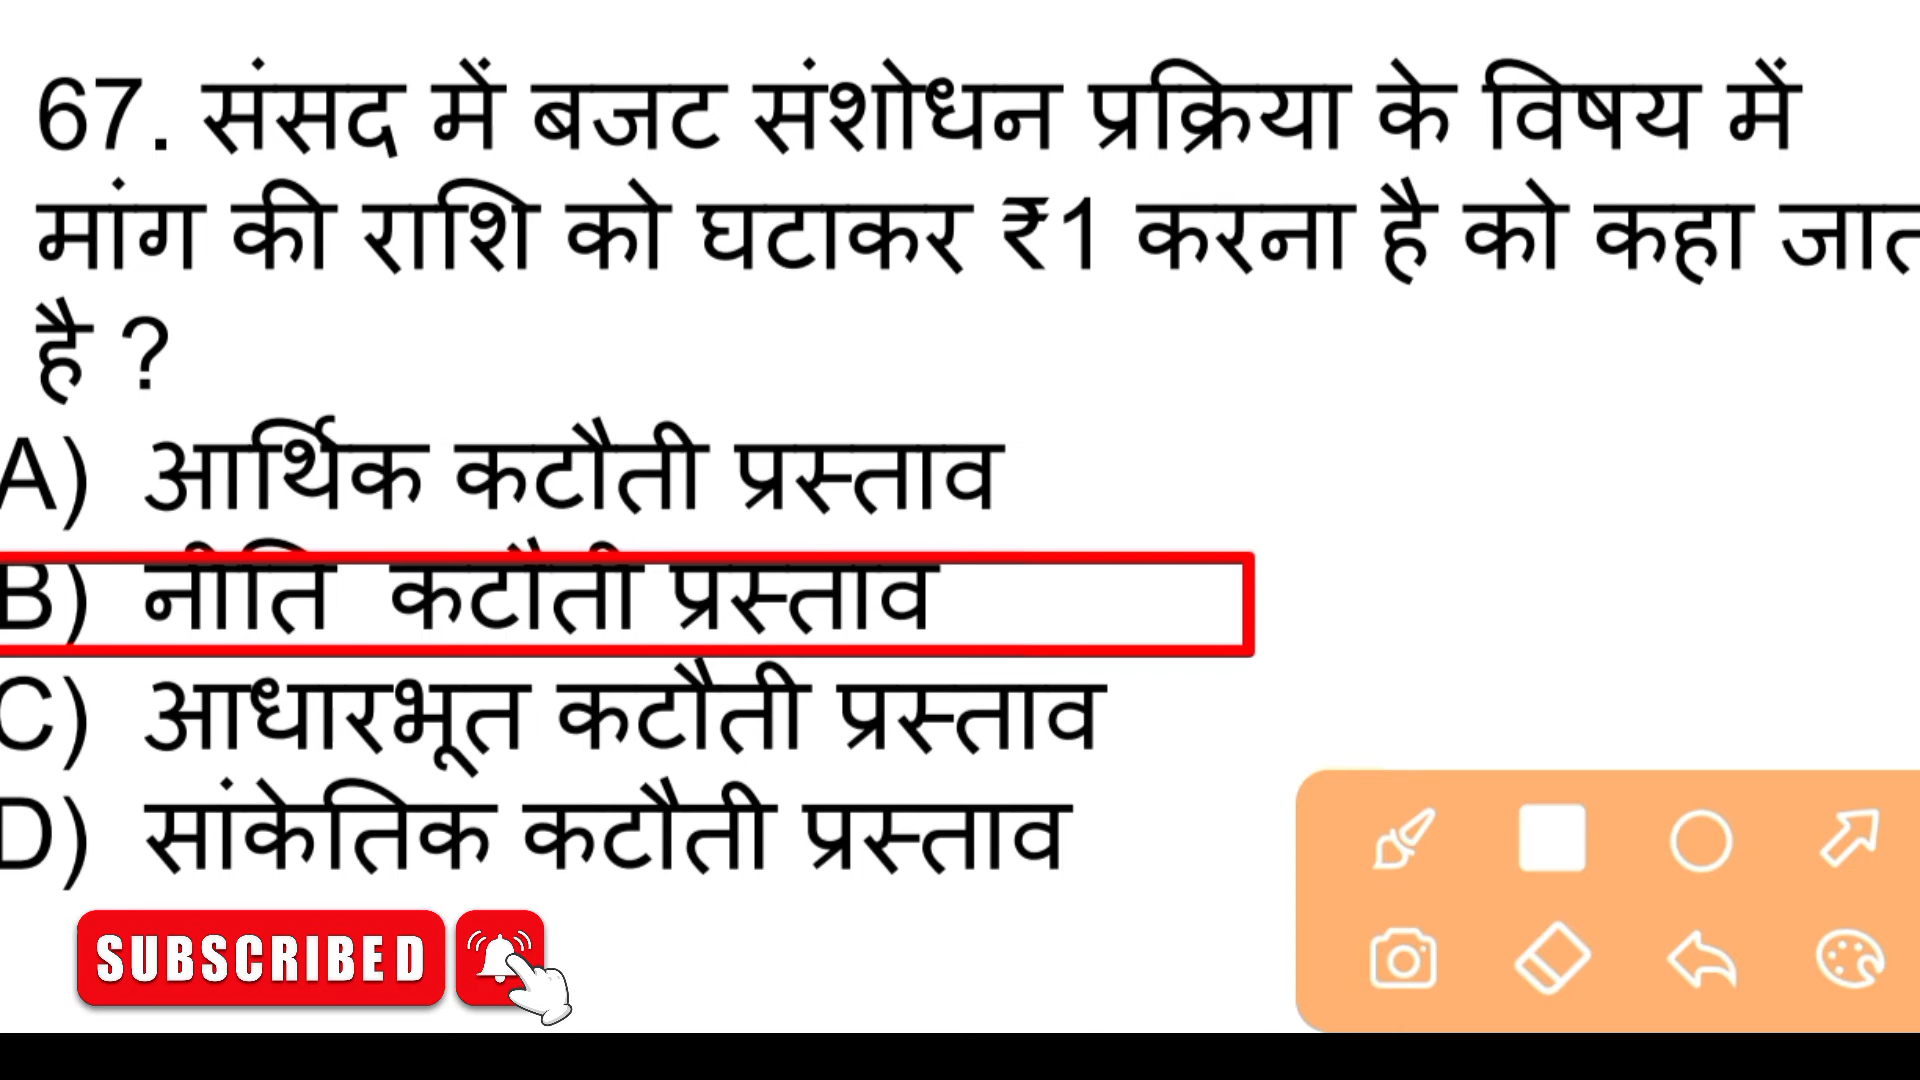 67. संसद में बजट संशोधन प्रक्रिया के विषय में
मांग की राशि को घटाकर ₹1 करना है को कहा जात
है ?
A) आर्थिक कटौती प्रस्ताव
B) नीति कटौती प्रस्ताव
C) आधारभूत कटौती प्रस्ताव
D) सांकेतिक कटौती प्रस्ताव
SUBSCRIBED